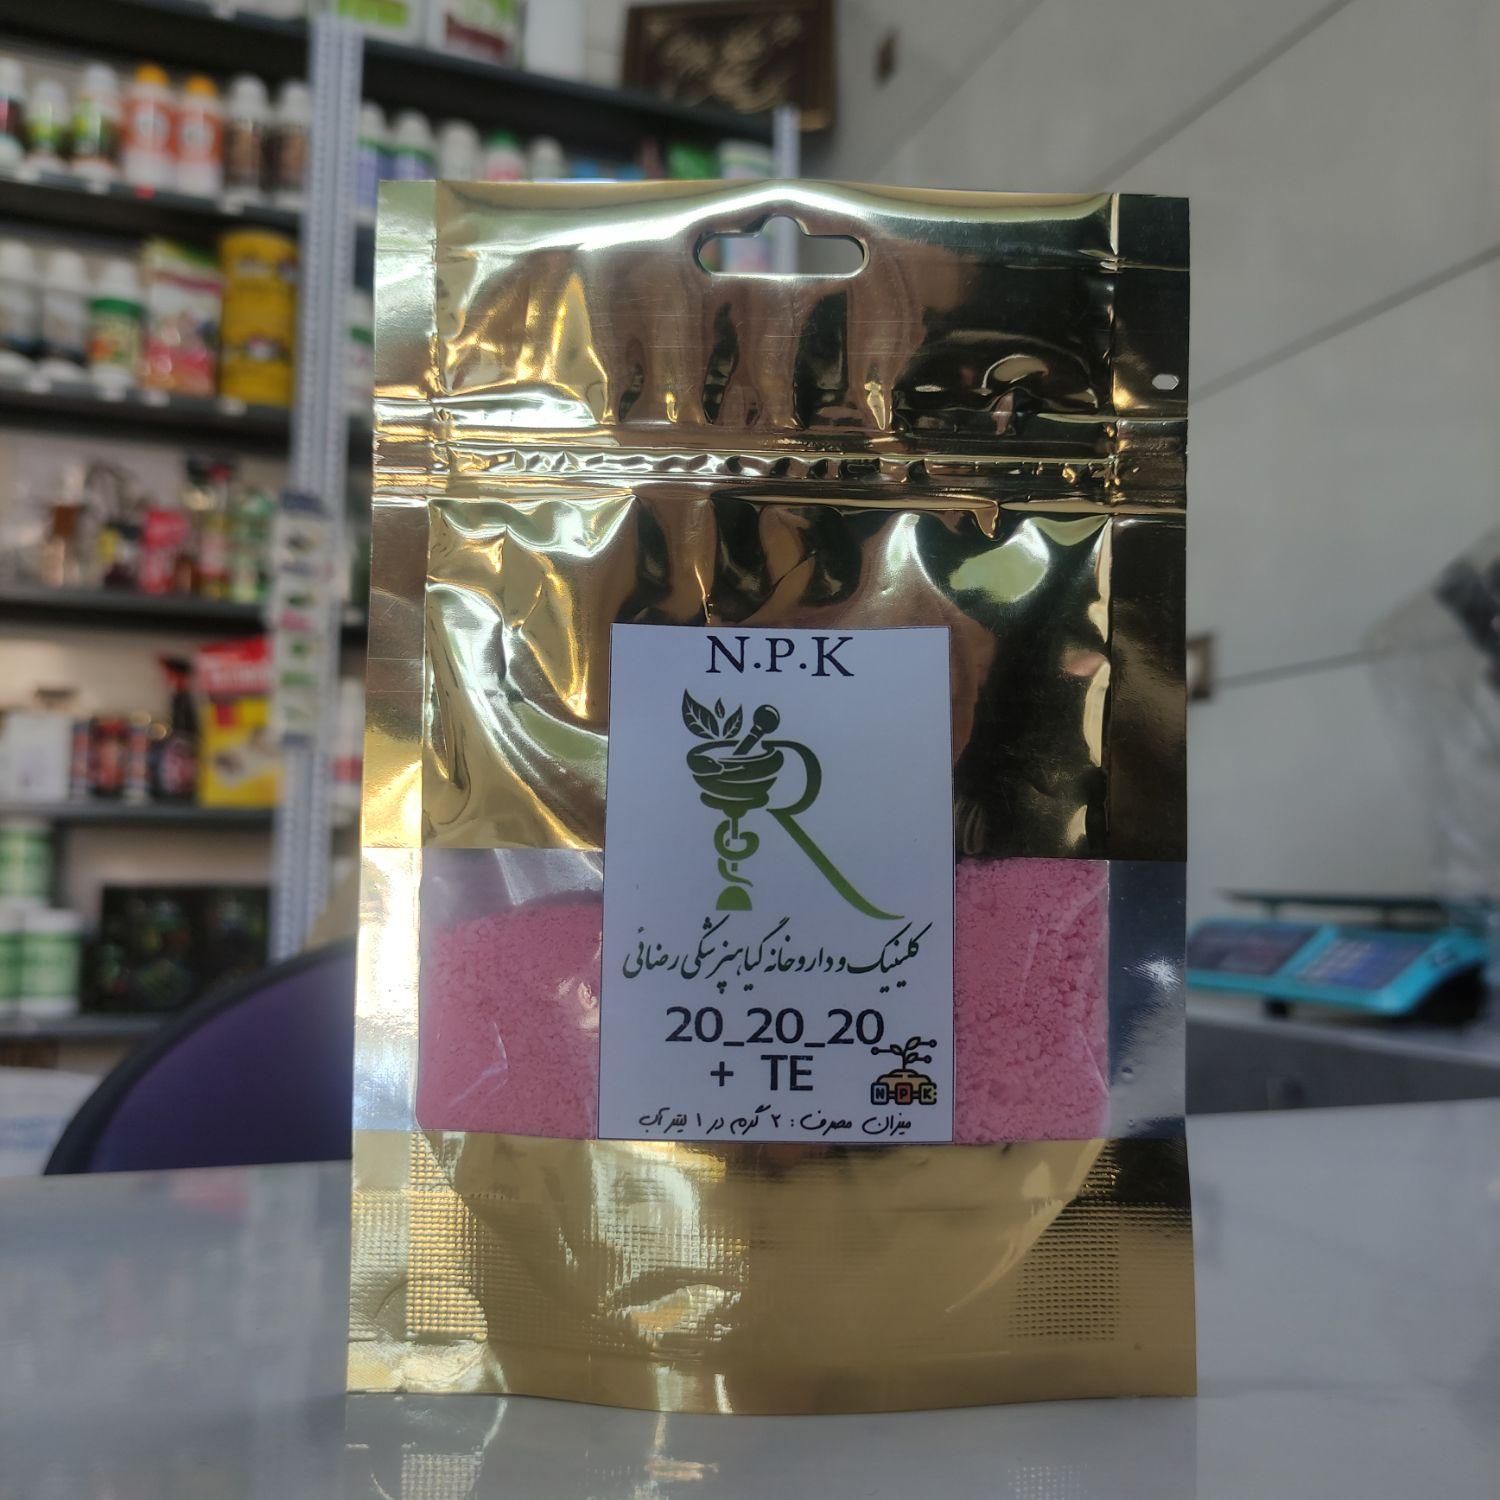 N.P.K
کلینیک و داروخانه گیاهپزشکی رضائی
20_20_20
+ TE
N-P-K
میزان مصرف : ۲ گرم در ۱ لیتر آب